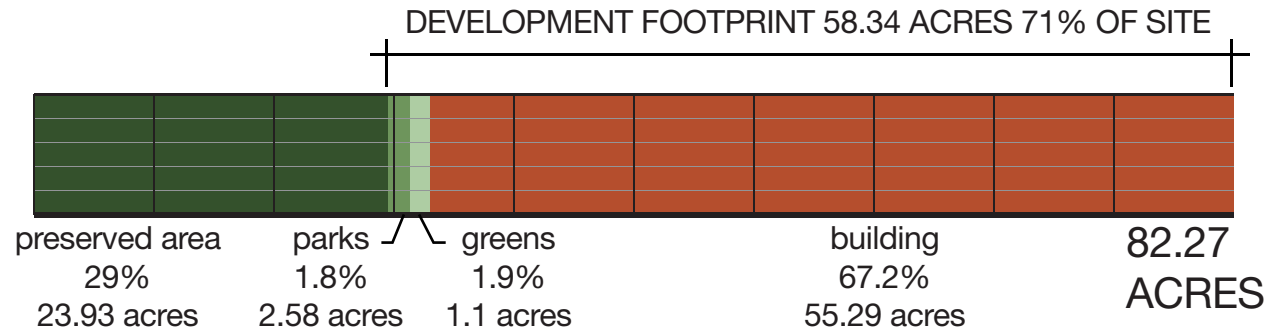 DEVELOPMENT FOOTPRINT 58.34 ACRES 71% OF SITE
preserved area
29%
23.93 acres
parks
1.8%
2.58 acres
greens
1.9%
1.1 acres
building
67.2%
55.29 acres
82.27
ACRES